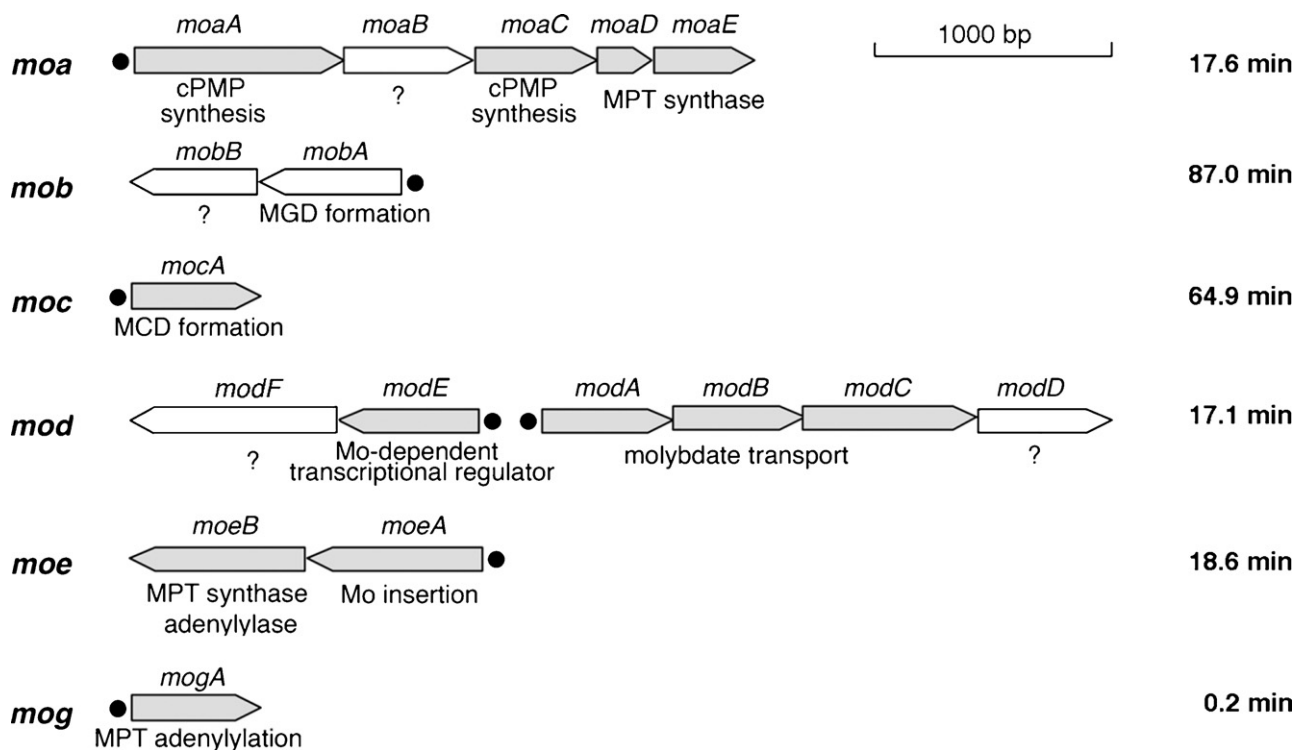 moaA moaB moaC moaD moaE
1000 bp
moa
17.6 min
cPMP
synthesis
?
cPMP
synthesis
MPT synthase
mobB mobA
mob
87.0 min
?
MGD formation
mocA
moc
64.9 min
MCD formation
modF modE modA modB modC modD
mod
17.1 min
?
Mo-dependent
transcriptional regulator
molybdate transport
?
moeB moeA
moe
18.6 min
MPT synthase
adenylylase
Mo insertion
mogA
mog
0.2 min
MPT adenylylation